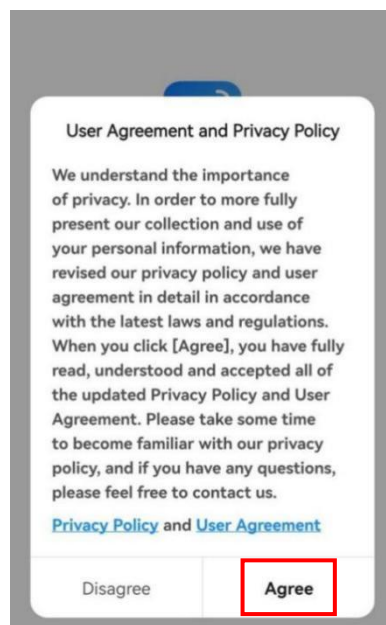 User Agreement and Privacy Policy
We understand the importance
of privacy. In order to more fully
present our collection and use of
your personal information, we have
revised our privacy policy and user
agreement in detail in accordance
with the latest laws and regulations.
When you click [Agree], you have fully
read, understood and accepted all of
the updated Privacy Policy and User
Agreement. Please take some time
to become familiar with our privacy
policy, and if you have any questions,
please feel free to contact us.
Privacy Policy and User Agreement
Disagree Agree